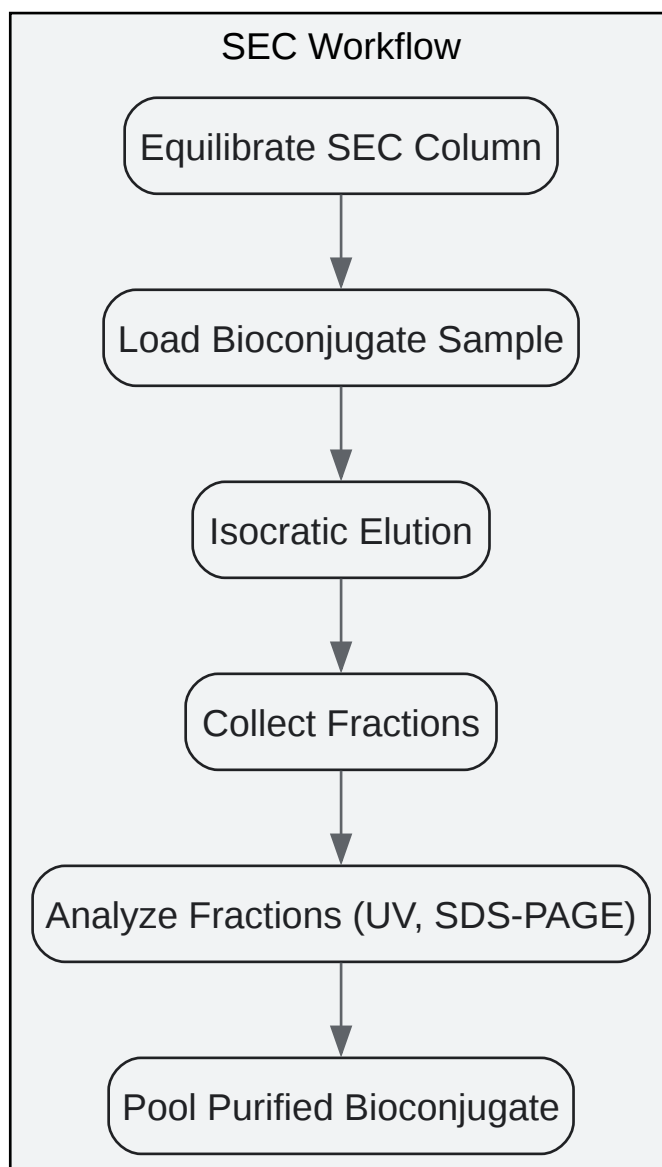 SEC Workflow
Equilibrate SEC Column
Load Bioconjugate Sample
Isocratic Elution
Collect Fractions
Analyze Fractions (UV, SDS-PAGE)
Pool Purified Bioconjugate